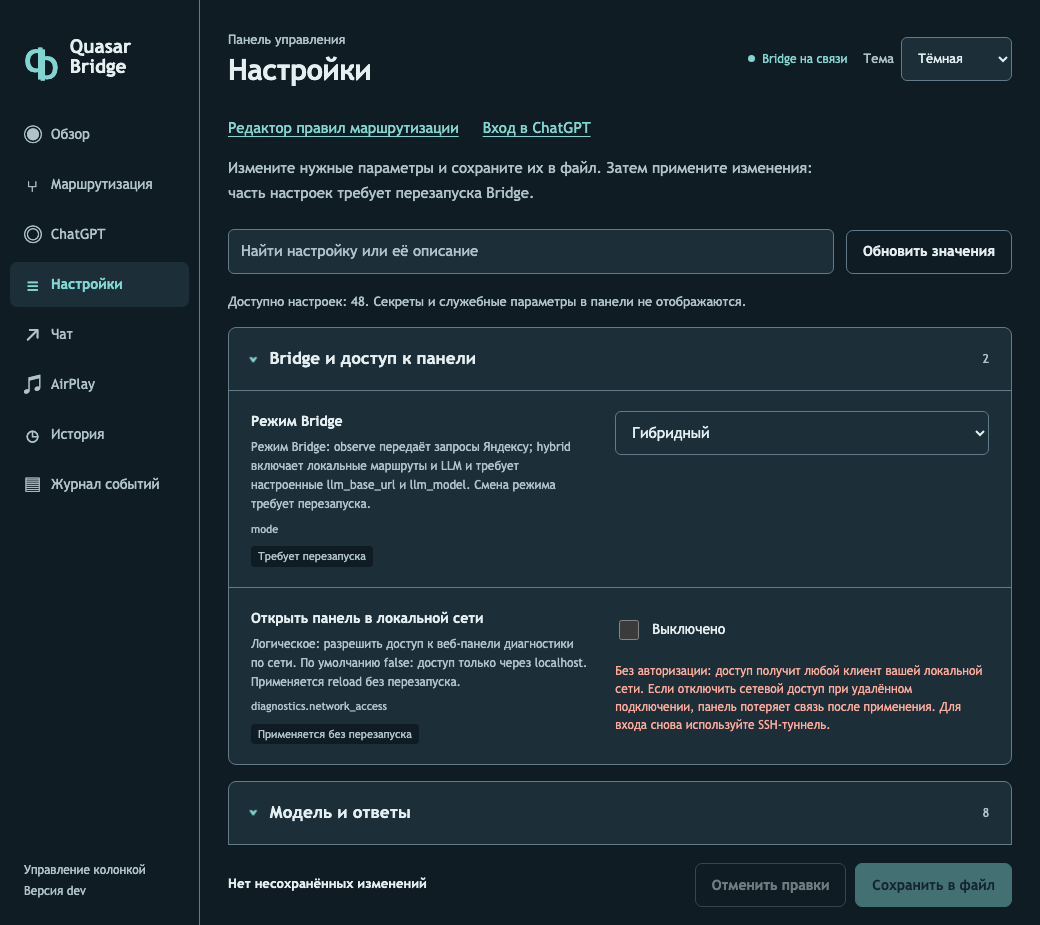 Quasar
Bridge
Обзор
Маршрутизация
ChatGPT
Настройки
Чат
AirPlay
История
Журнал событий
Управление колонкой
Версия dev
Панель управления
Настройки
Bridge на связи
Тема
Тёмная
Редактор правил маршрутизации
Вход в ChatGPT
Измените нужные параметры и сохраните их в файл. Затем примените изменения:
часть настроек требует перезапуска Bridge.
Найти настройку или её описание
Обновить значения
Доступно настроек: 48. Секреты и служебные параметры в панели не отображаются.
Bridge и доступ к панели
2
Режим Bridge
Режим Bridge: observe передаёт запросы Яндексу; hybrid
включает локальные маршруты и LLM и требует
настроенные llm_base_url и llm_model. Смена режима
требует перезапуска.
mode
Требует перезапуска
Гибридный
Открыть панель в локальной сети
Логическое: разрешить доступ к веб-панели диагностики
по сети. По умолчанию false: доступ только через localhost.
Применяется reload без перезапуска.
diagnostics.network_access
Применяется без перезапуска
Выключено
Без авторизации: доступ получит любой клиент вашей локальной
сети. Если отключить сетевой доступ при удалённом
подключении, панель потеряет связь после применения. Для
входа снова используйте SSH-туннель.
Модель и ответы
8
Нет несохранённых изменений
Отменить правки
Сохранить в файл